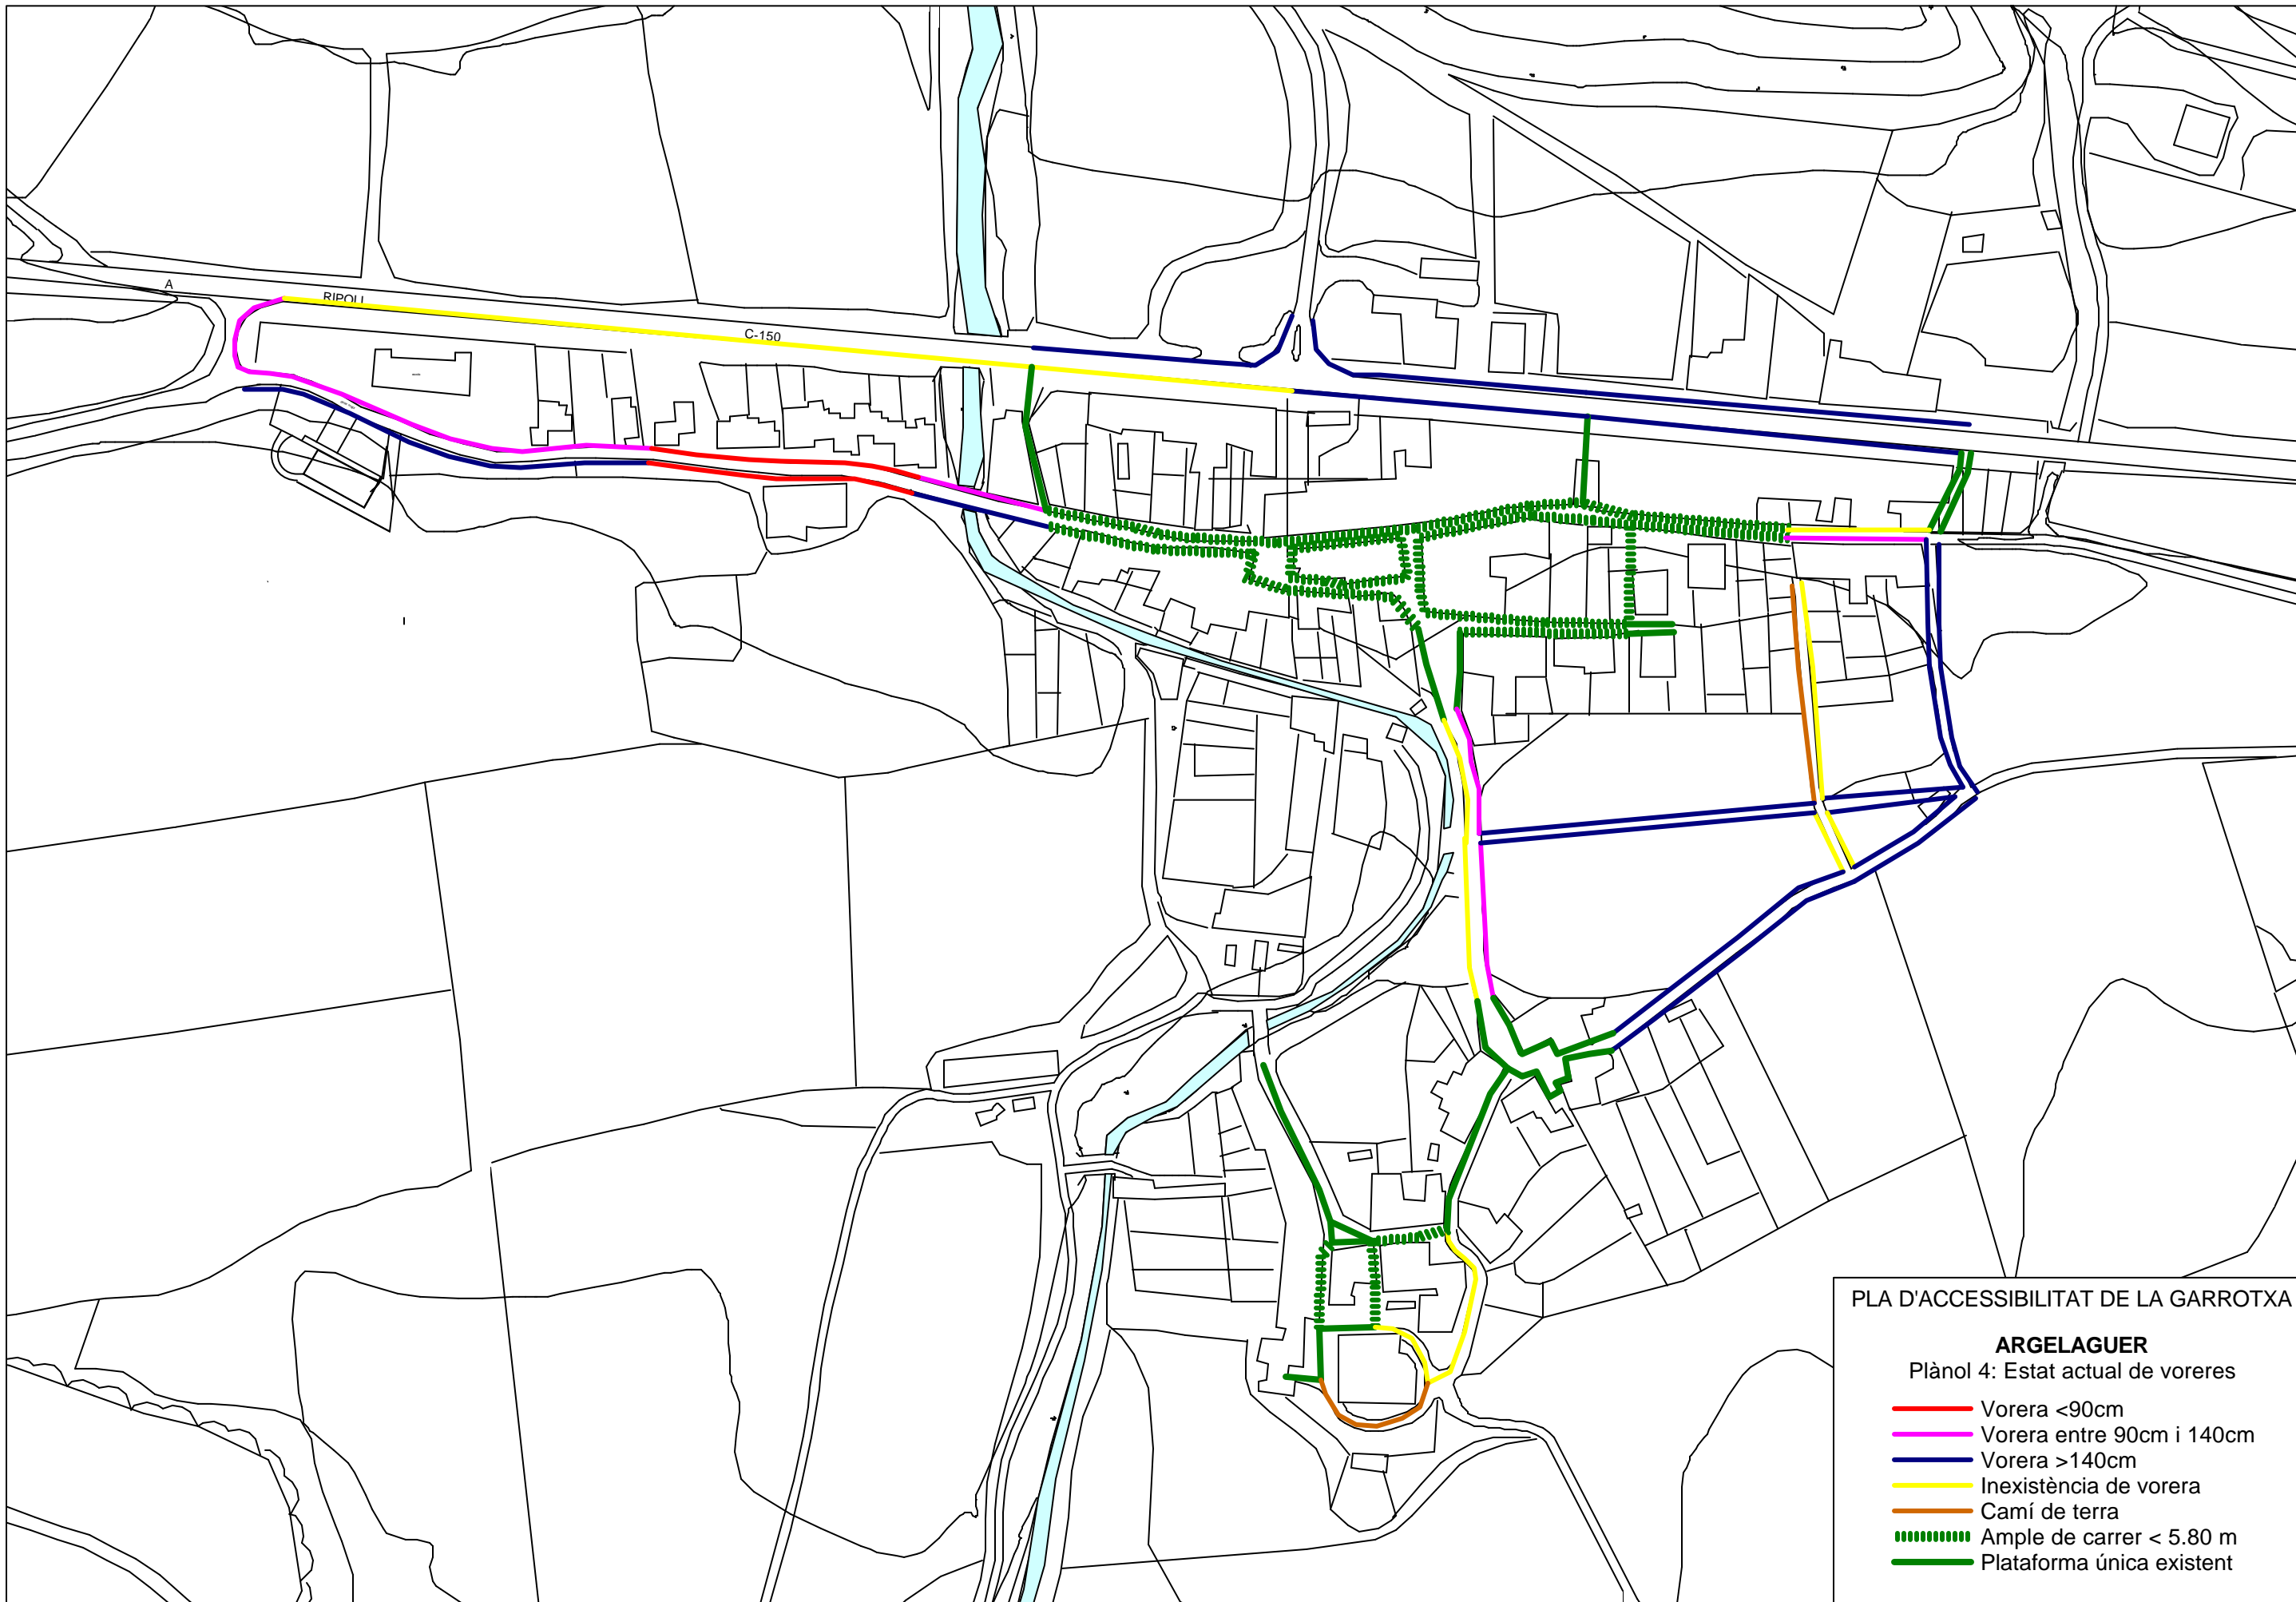 A
RIPOLL
C-150
PLA D'ACCESSIBILITAT DE LA GARROTXA
ARGELAGUER
Plànol 4: Estat actual de voreres
Vorera <90cm
Vorera entre 90cm i 140cm
Vorera >140cm
Inexistència de vorera
Camí de terra
Ample de carrer < 5.80 m
Plataforma única existent